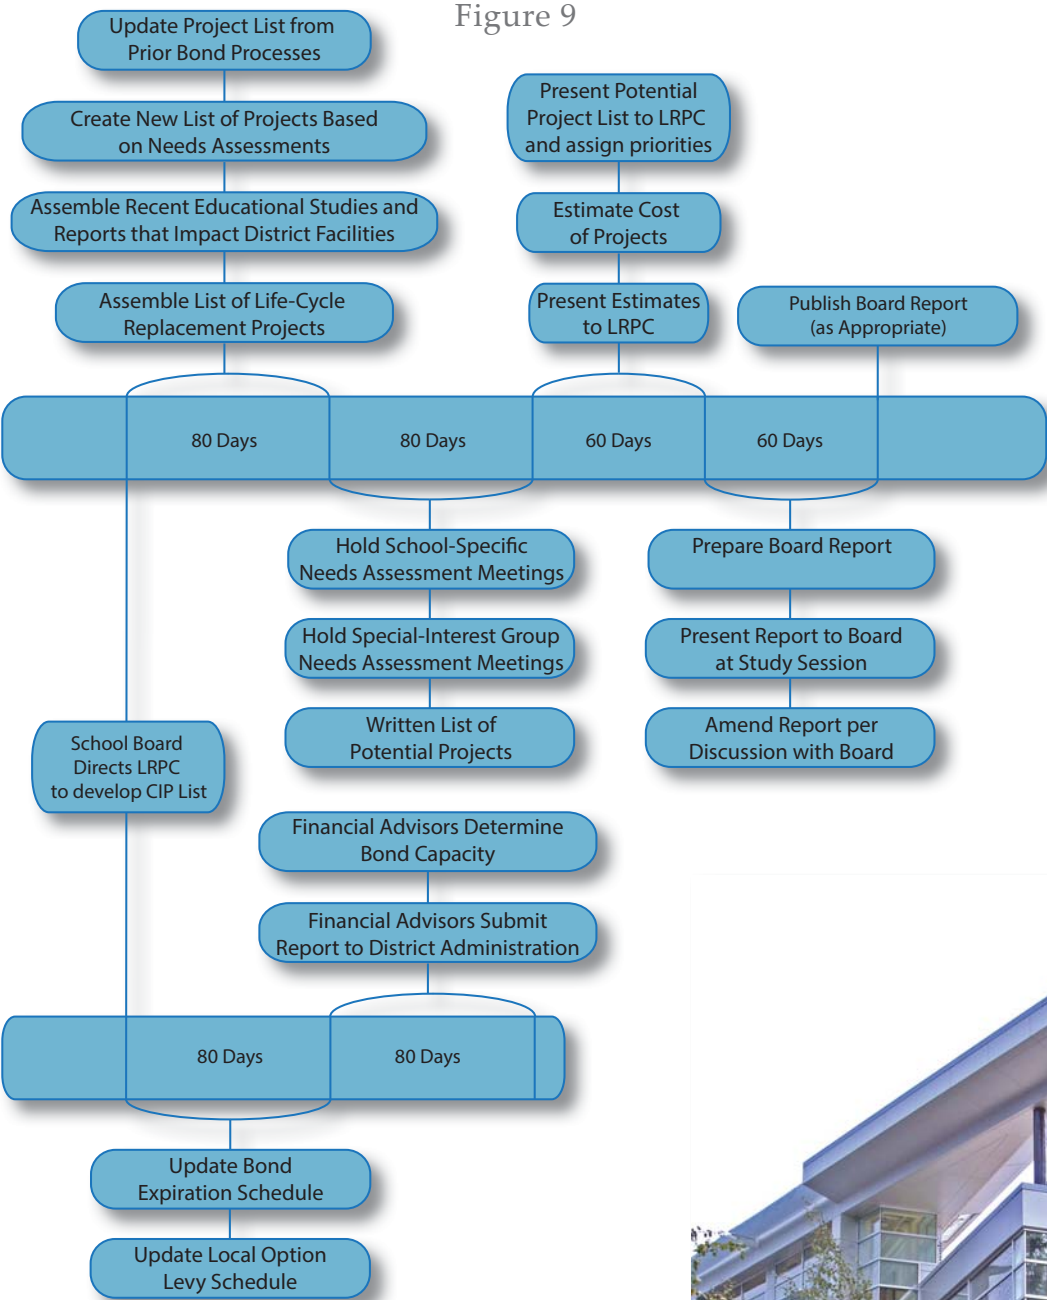 Figure 9
Update Project List from
Prior Bond Processes
Create New List of Projects Based
on Needs Assessments
Assemble Recent Educational Studies and
Reports that Impact District Facilities
Assemble List of Life-Cycle
Replacement Projects
Present Potential
Project List to LRPC
and assign priorities
Estimate Cost
of Projects
Present Estimates
to LRPC
Publish Board Report
(as Appropriate)
80 Days
80 Days
60 Days
60 Days
Hold School-Specific
Needs Assessment Meetings
Hold Special-Interest Group
Needs Assessment Meetings
Written List of
Potential Projects
Prepare Board Report
Present Report to Board
at Study Session
Amend Report per
Discussion with Board
School Board
Directs LRPC
to develop CIP List
Financial Advisors Determine
Bond Capacity
Financial Advisors Submit
Report to District Administration
80 Days
80 Days
Update Bond
Expiration Schedule
Update Local Option
Levy Schedule